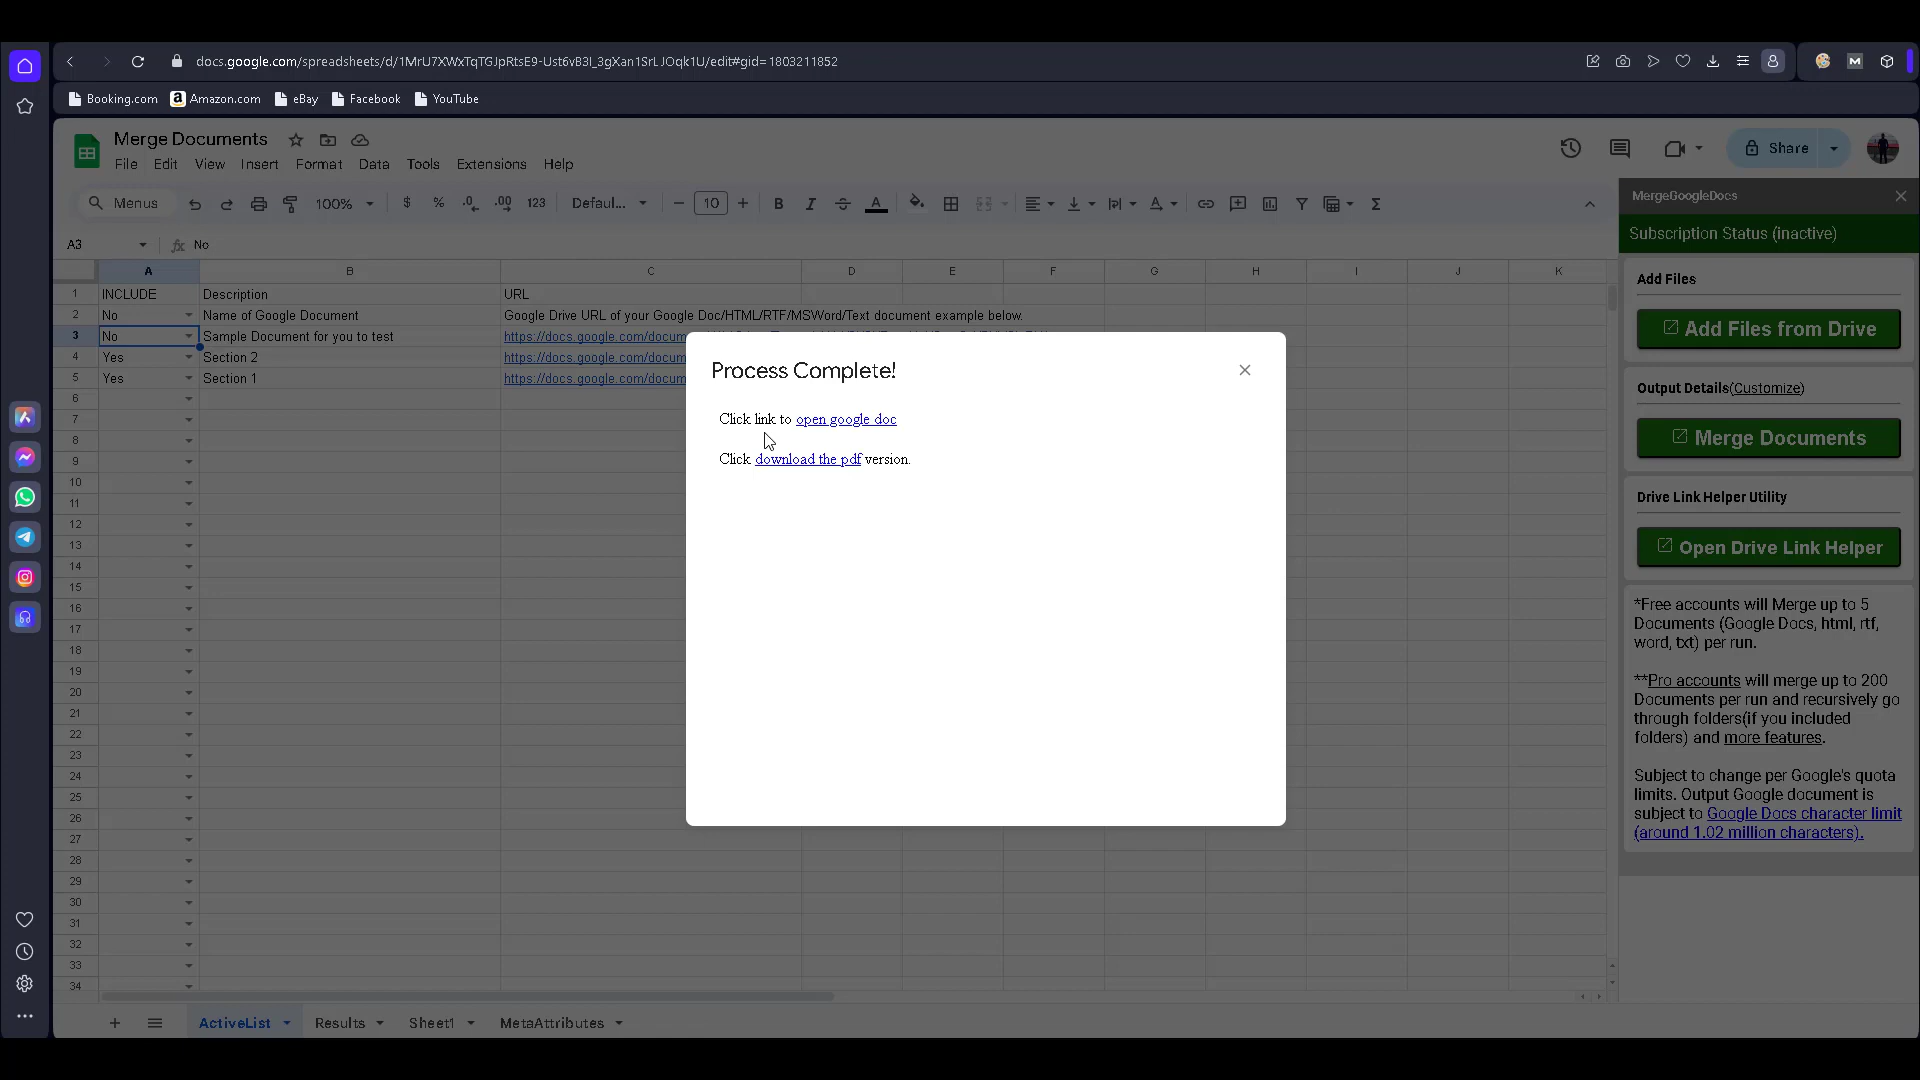 docs.google.com/spreadsheets/d/1MrU7XWxTqTGJpRtsE9-Ust6vB3I_3gXan1SrLJOqk1U/edit#gid=1803211852
Booking.com
Amazon.com
eBay
Facebook
YouTube
Merge Documents
File Edit View Insert Format Data Tools Extensions Help
Share
Menus
100%
$ % .0 .00 123
Defaul...
10
B I A
MergeGoogleDocs
Subscription Status (inactive)
A3
fx No
A B C D E F G H I J K
1 INCLUDE Description URL
2 No Name of Google Document Google Drive URL of your Google Doc/HTML/RTF/MSWord/Text document example below.
3 No Sample Document for you to test https://docs.google.com/docum
4 Yes Section 2 https://docs.google.com/docum
5 Yes Section 1 https://docs.google.com/docum
6
7
8
9
10
11
12
13
14
15
16
17
18
19
20
21
22
23
24
25
26
27
28
29
30
31
32
33
34
Process Complete!
Click link to open google doc
Click download the pdf version.
Add Files
Add Files from Drive
Output Details(Customize)
Merge Documents
Drive Link Helper Utility
Open Drive Link Helper
*Free accounts will Merge up to 5
Documents (Google Docs, html, rtf,
word, txt) per run.
**Pro accounts will merge up to 200
Documents per run and recursively go
through folders(if you included
folders) and more features.
Subject to change per Google's quota
limits. Output Google document is
subject to Google Docs character limit
(around 1.02 million characters).
ActiveList
Results
Sheet1
MetaAttributes